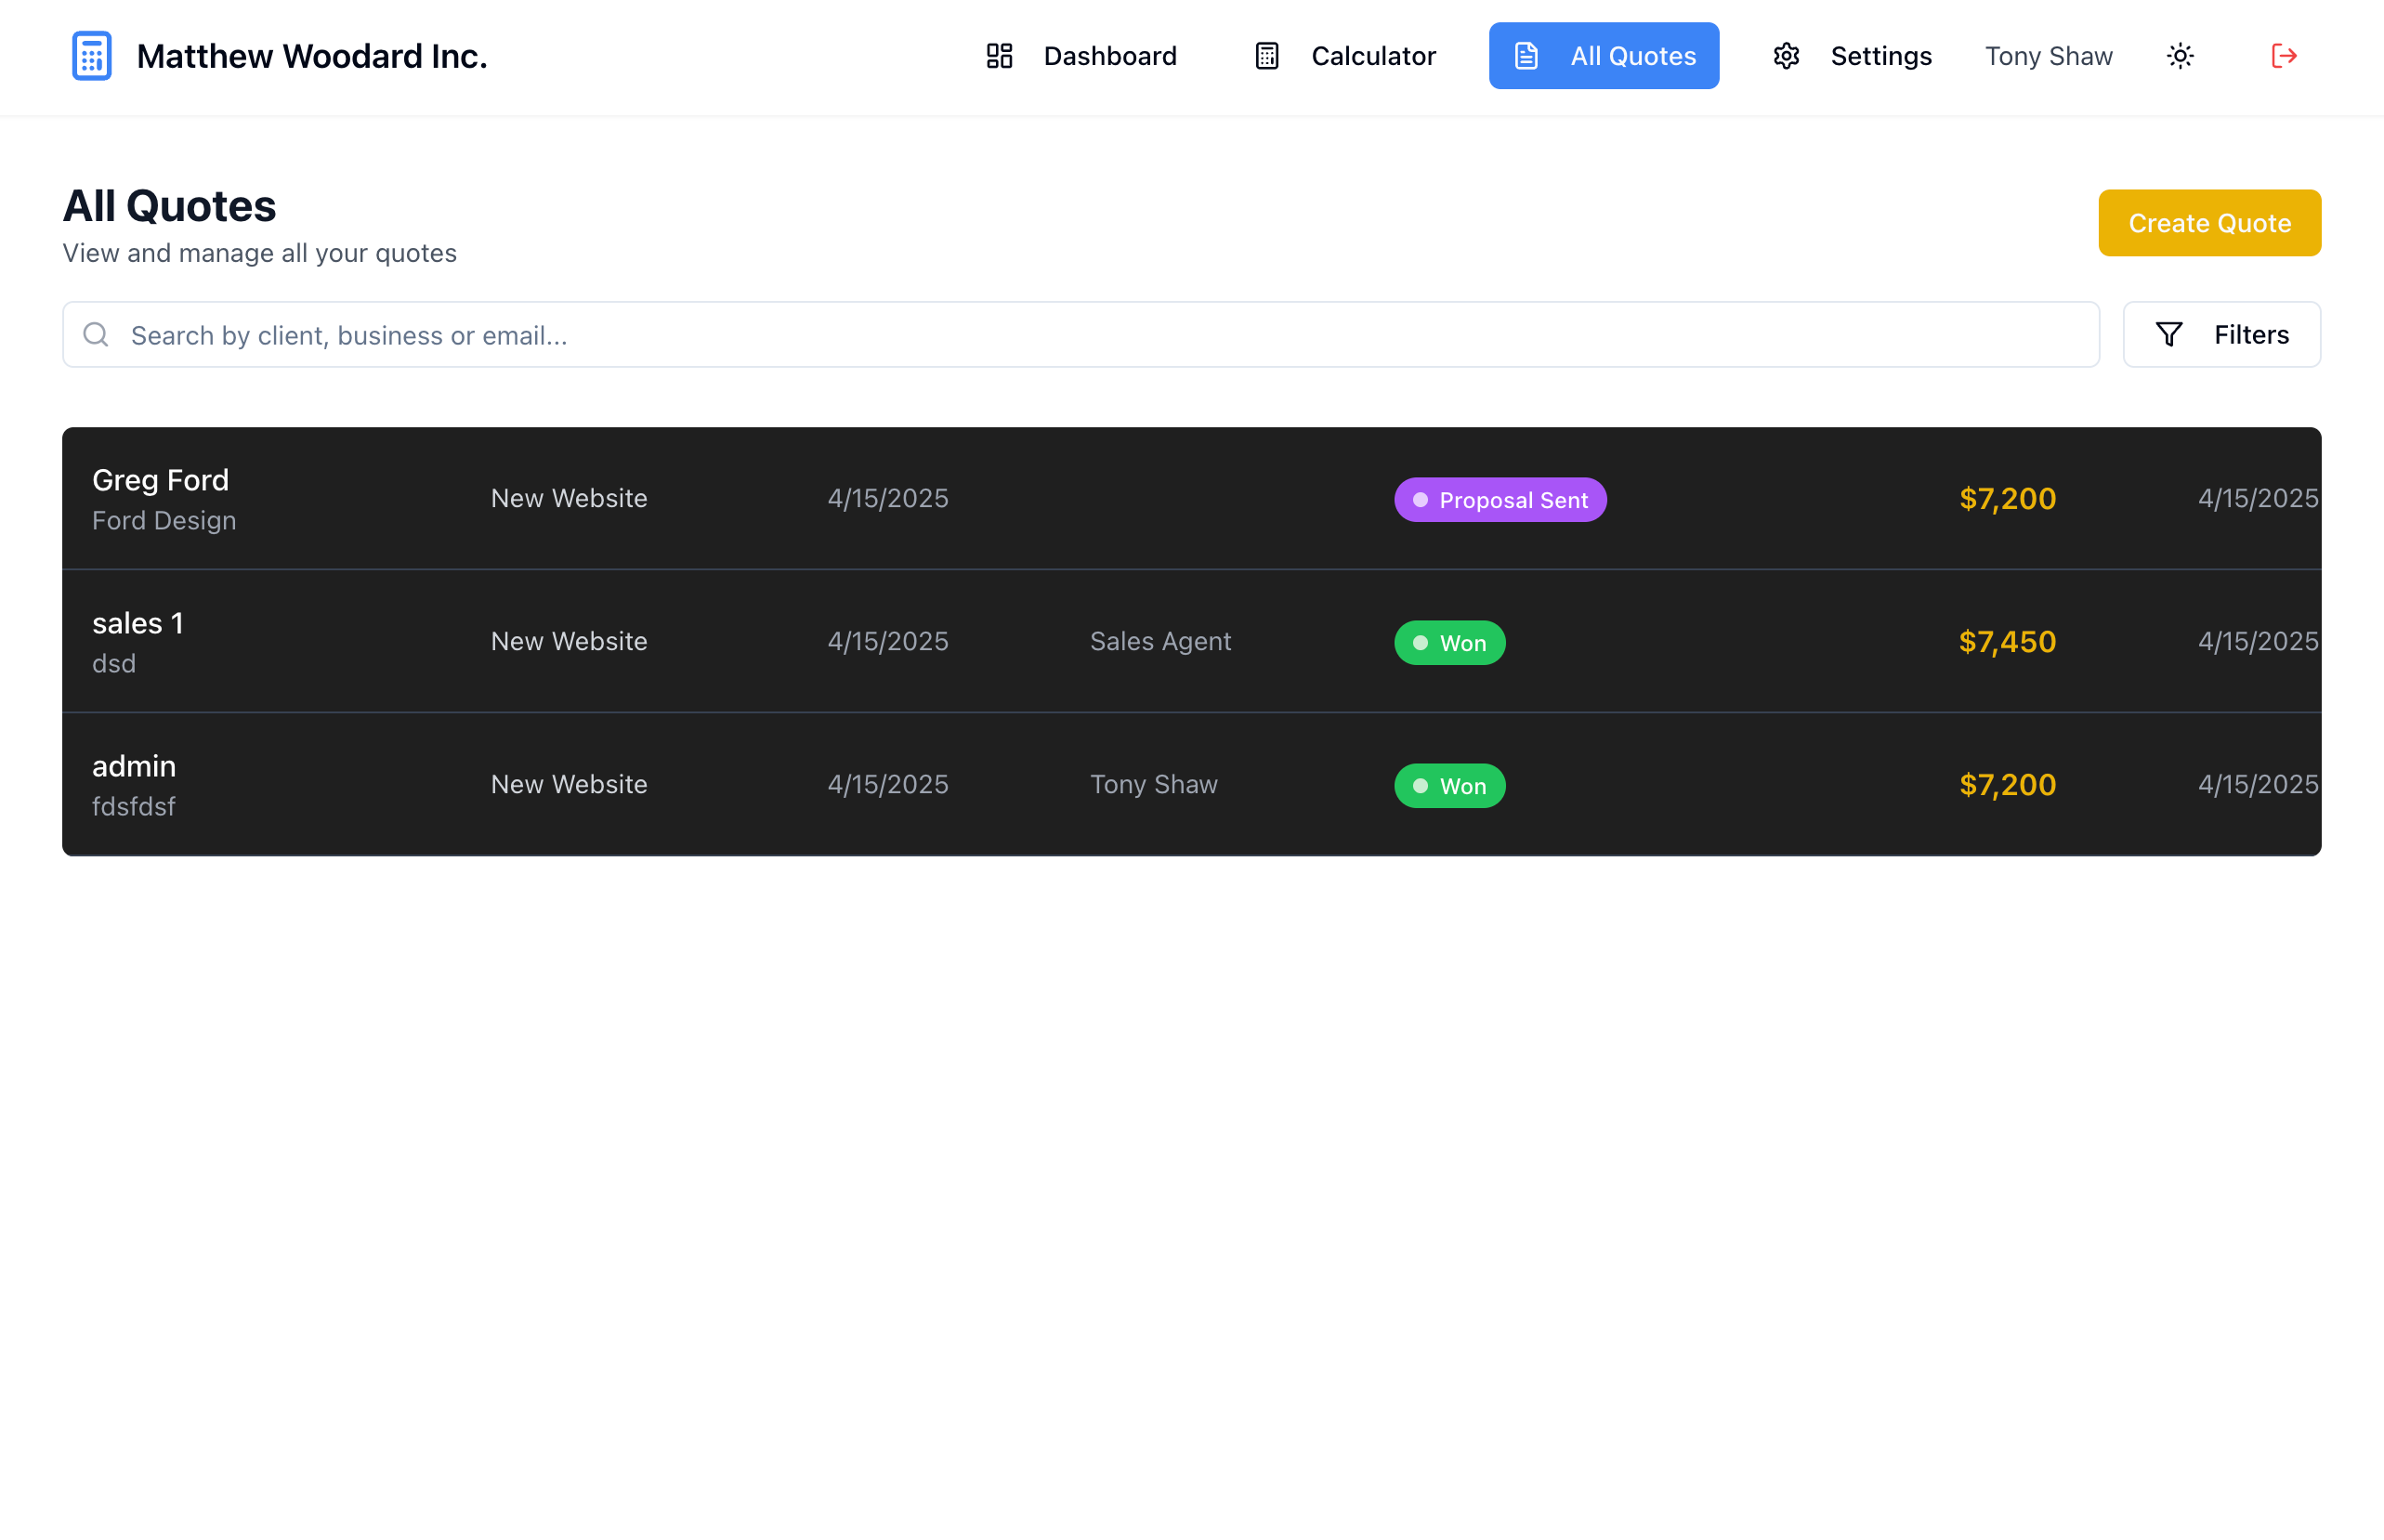 Matthew Woodard Inc.
Dashboard
Calculator
All Quotes
Settings
Tony Shaw
All Quotes
View and manage all your quotes
Create Quote
Search by client, business or email...
Filters
Greg Ford
Ford Design
New Website
4/15/2025
Proposal Sent
$7,200
4/15/2025
sales 1
dsd
New Website
4/15/2025
Sales Agent
Won
$7,450
4/15/2025
admin
fdsfdsf
New Website
4/15/2025
Tony Shaw
Won
$7,200
4/15/2025